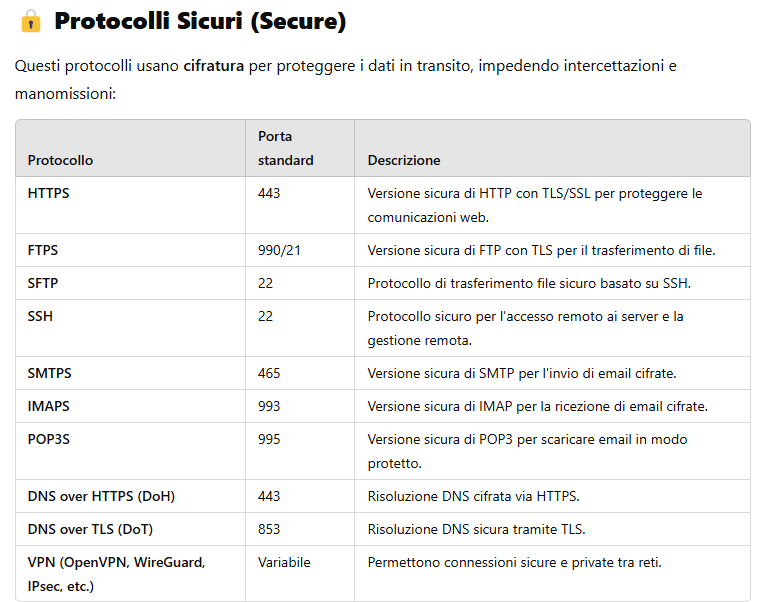 🔒 Protocolli Sicuri (Secure)
Questi protocolli usano cifratura per proteggere i dati in transito, impedendo intercettazioni e
manomissioni:
Protocollo Porta standard Descrizione
HTTPS 443 Versione sicura di HTTP con TLS/SSL per proteggere le
comunicazioni web.
FTPS 990/21 Versione sicura di FTP con TLS per il trasferimento di file.
SFTP 22 Protocollo di trasferimento file sicuro basato su SSH.
SSH 22 Protocollo sicuro per l'accesso remoto ai server e la
gestione remota.
SMTPS 465 Versione sicura di SMTP per l'invio di email cifrate.
IMAPS 993 Versione sicura di IMAP per la ricezione di email cifrate.
POP3S 995 Versione sicura di POP3 per scaricare email in modo
protetto.
DNS over HTTPS (DoH) 443 Risoluzione DNS cifrata via HTTPS.
DNS over TLS (DoT) 853 Risoluzione DNS sicura tramite TLS.
VPN (OpenVPN, WireGuard, Variabile Permettono connessioni sicure e private tra reti.
IPsec, etc.)